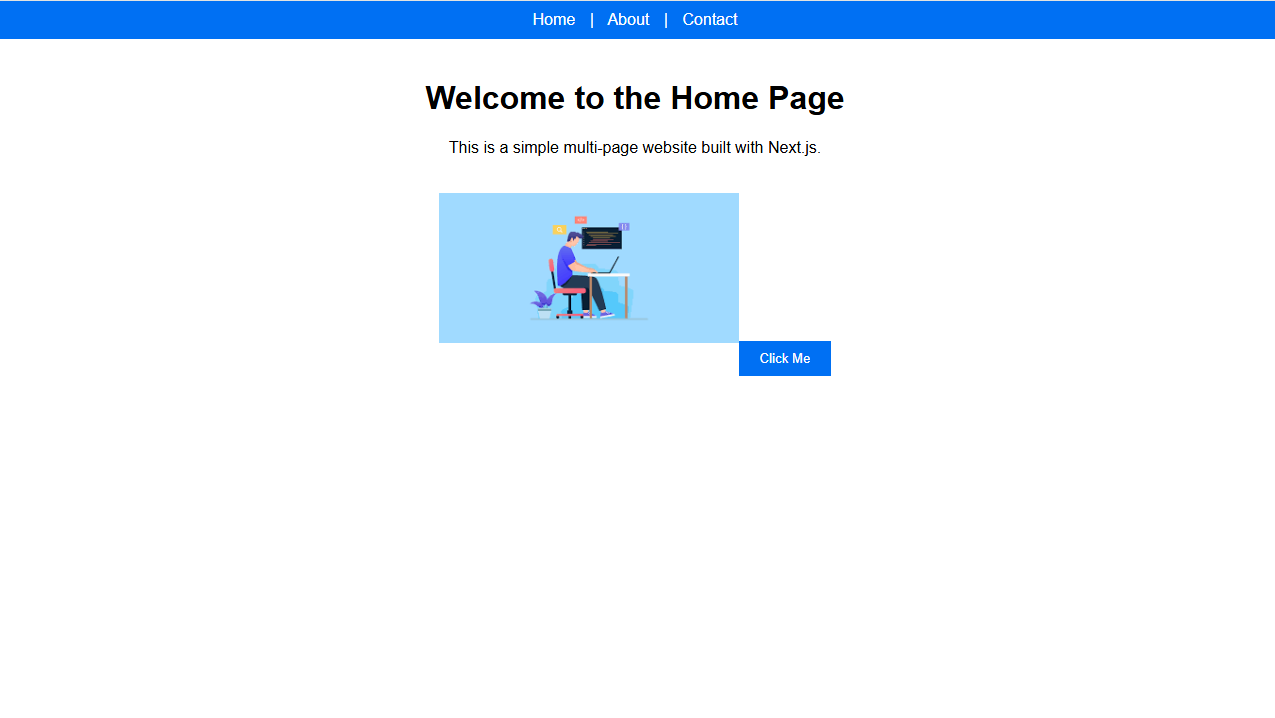 Home | About | Contact
Welcome to the Home Page
This is a simple multi-page website built with Next.js.
Click Me